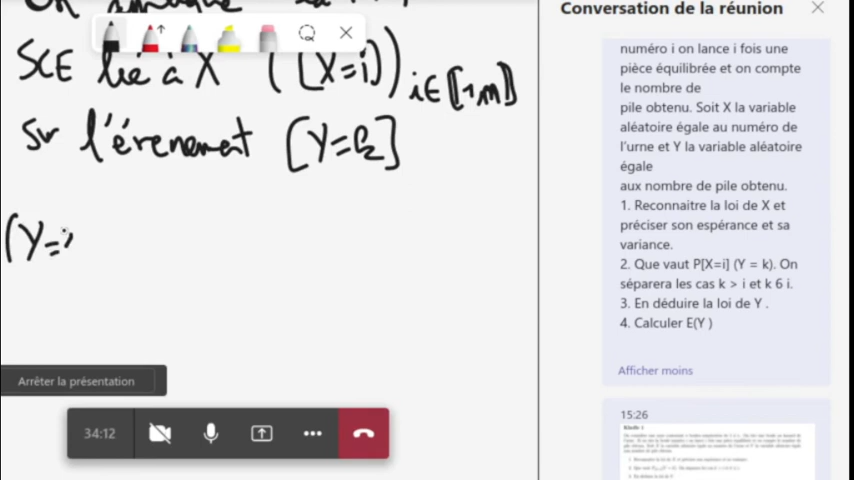 SCE lié à X ([X=i]) i∈⟦1,n⟧
Sur l'évenement [Y=k]
(Y=
Arrêter la présentation
34:12
Conversation de la réunion
numéro i on lance i fois une
pièce équilibrée et on compte
le nombre de
pile obtenu. Soit X la variable
aléatoire égale au numéro de
l'urne et Y la variable aléatoire
égale
aux nombre de pile obtenu.
1. Reconnaitre la loi de X et
préciser son espérance et sa
variance.
2. Que vaut P[X=i] (Y = k). On
séparera les cas k > i et k 6 i.
3. En déduire la loi de Y .
4. Calculer E(Y )
Afficher moins
15:26